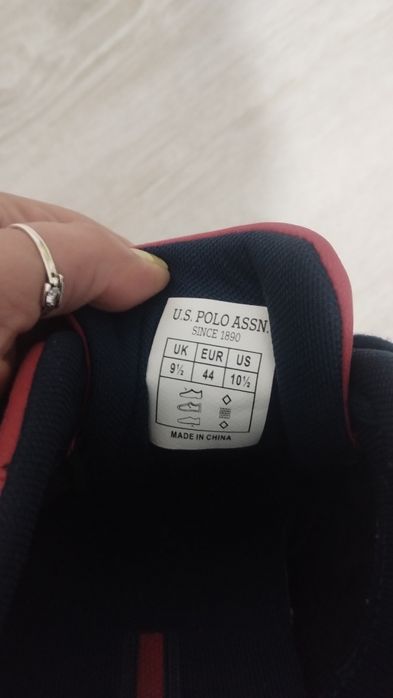 U.S. POLO ASSN.
SINCE 1890
UK EUR US
9½ 44 10½
MADE IN CHINA